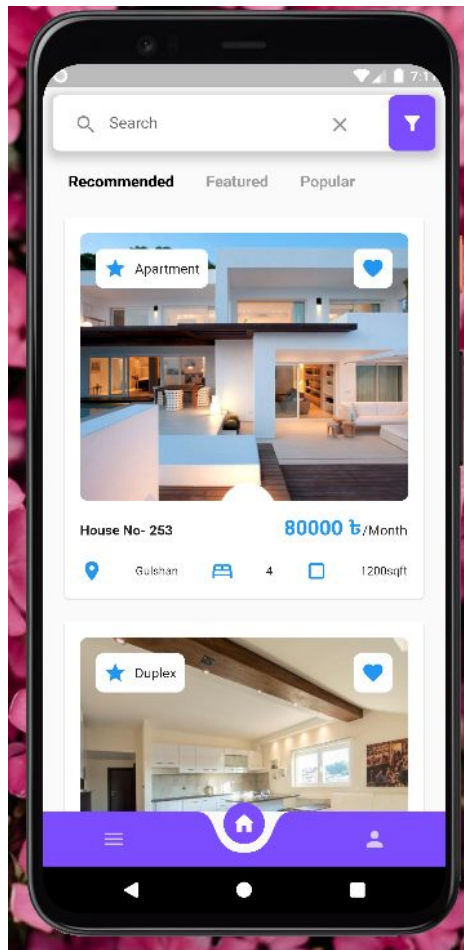 7:11
Search
Recommended Featured Popular
Apartment
House No- 253 80000 ৳/Month
Gulshan 4 1200sqft
Duplex